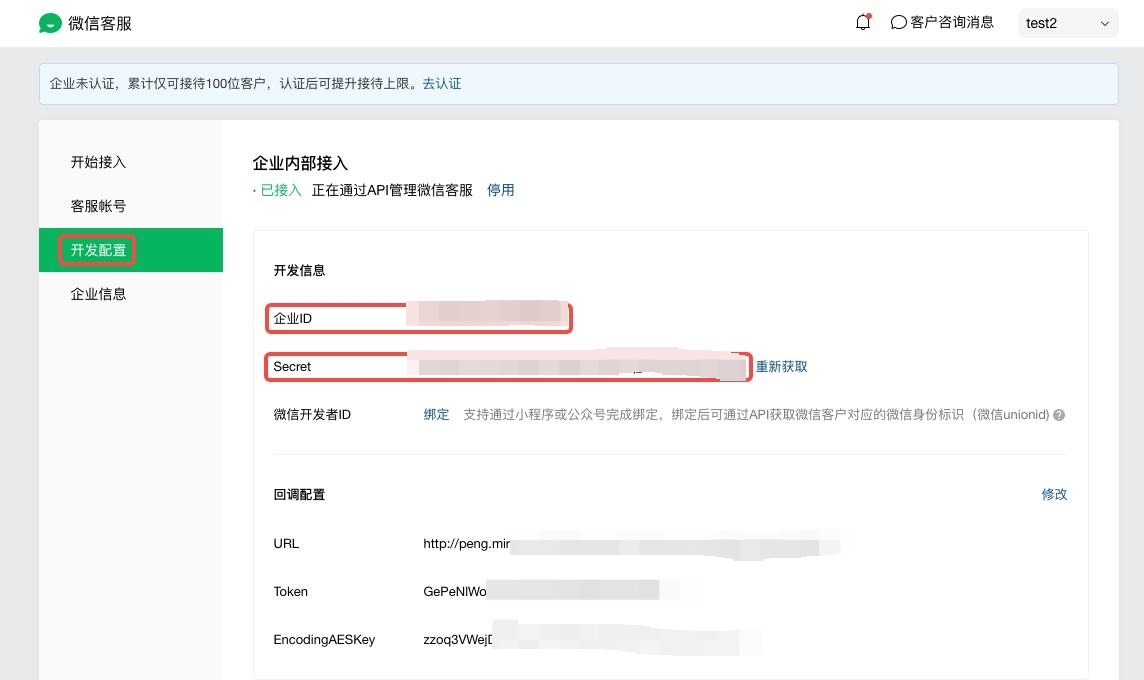 微信客服
客户咨询消息
test2
企业未认证，累计仅可接待100位客户，认证后可提升接待上限。去认证
开始接入
客服帐号
开发配置
企业信息
企业内部接入
·已接入 正在通过API管理微信客服 停用
开发信息
企业ID
Secret 重新获取
微信开发者ID 绑定 支持通过小程序或公众号完成绑定，绑定后可通过API获取微信客户对应的微信身份标识（微信unionid) ?
回调配置 修改
URL http://peng.mir
Token GePeNlWo
EncodingAESKey zzoq3VWej